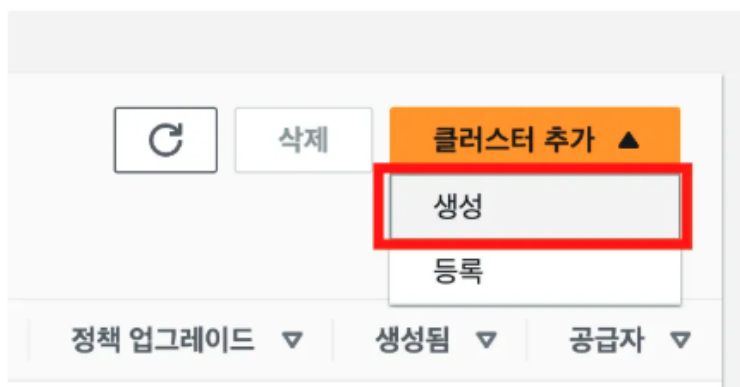 삭제
클러스터 추가 ▲
생성
등록
정책 업그레이드 ▽ 생성됨 ▽ 공급자 ▽